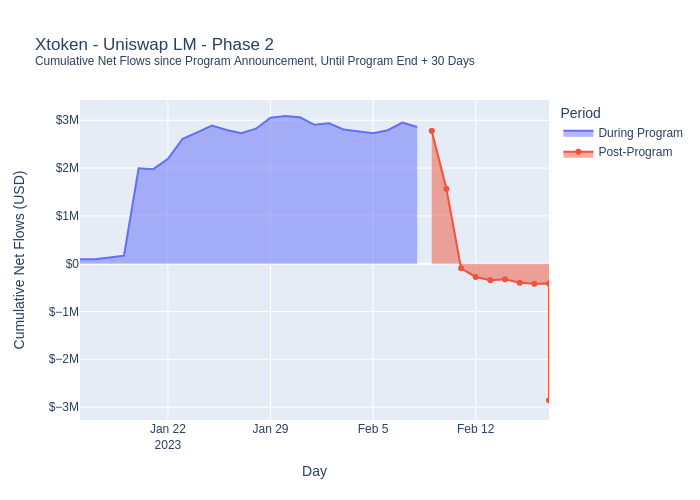 Xtoken - Uniswap LM - Phase 2
Cumulative Net Flows since Program Announcement, Until Program End + 30 Days
Period
During Program
Post-Program
Cumulative Net Flows (USD)
$3M
$2M
$1M
$0
$−1M
$−2M
$−3M
Jan 22
2023
Jan 29
Feb 5
Feb 12
Day